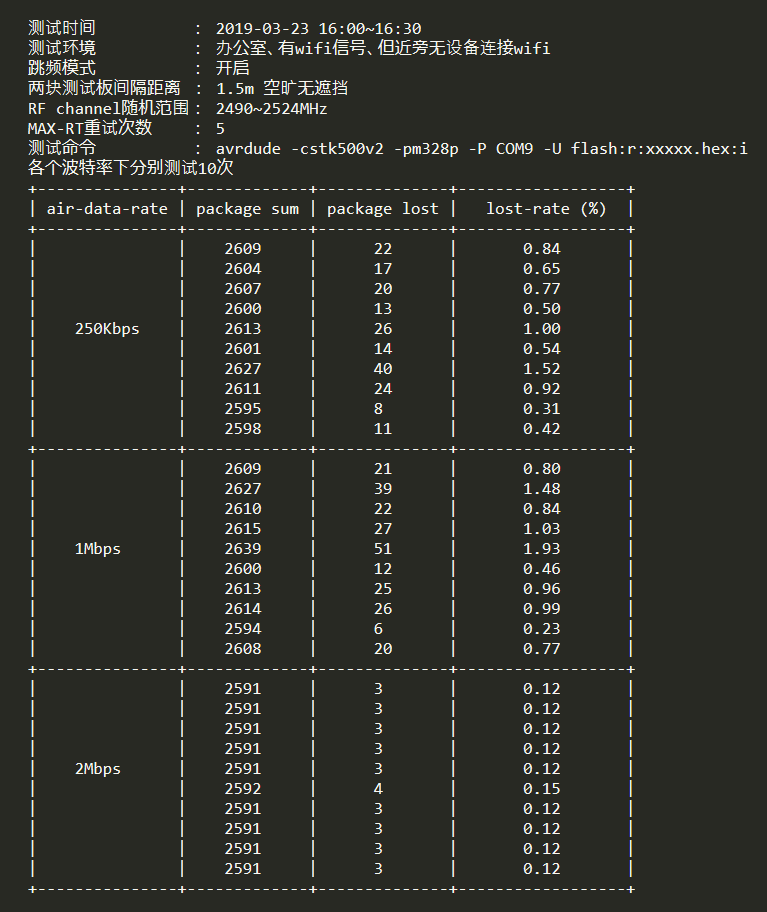 测试时间 : 2019-03-23 16:00~16:30
测试环境 : 办公室、有wifi信号、但近旁无设备连接wifi
跳频模式 : 开启
两块测试板间隔距离 : 1.5m 空旷无遮挡
RF channel随机范围 : 2490~2524MHz
MAX-RT重试次数 : 5
测试命令 : avrdude -cstk500v2 -pm328p -P COM9 -U flash:r:xxxxx.hex:i
各个波特率下分别测试10次
+---------------+-------------+--------------+------------------+
| air-data-rate | package sum | package lost | lost-rate (%) |
+---------------+-------------+--------------+------------------+
| | 2609 | 22 | 0.84 |
| | 2604 | 17 | 0.65 |
| | 2607 | 20 | 0.77 |
| | 2600 | 13 | 0.50 |
| 250Kbps | 2613 | 26 | 1.00 |
| | 2601 | 14 | 0.54 |
| | 2627 | 40 | 1.52 |
| | 2611 | 24 | 0.92 |
| | 2595 | 8 | 0.31 |
| | 2598 | 11 | 0.42 |
+---------------+-------------+--------------+------------------+
| | 2609 | 21 | 0.80 |
| | 2627 | 39 | 1.48 |
| | 2610 | 22 | 0.84 |
| | 2615 | 27 | 1.03 |
| 1Mbps | 2639 | 51 | 1.93 |
| | 2600 | 12 | 0.46 |
| | 2613 | 25 | 0.96 |
| | 2614 | 26 | 0.99 |
| | 2594 | 6 | 0.23 |
| | 2608 | 20 | 0.77 |
+---------------+-------------+--------------+------------------+
| | 2591 | 3 | 0.12 |
| | 2591 | 3 | 0.12 |
| | 2591 | 3 | 0.12 |
| | 2591 | 3 | 0.12 |
| 2Mbps | 2591 | 3 | 0.12 |
| | 2592 | 4 | 0.15 |
| | 2591 | 3 | 0.12 |
| | 2591 | 3 | 0.12 |
| | 2591 | 3 | 0.12 |
| | 2591 | 3 | 0.12 |
+---------------+-------------+--------------+------------------+